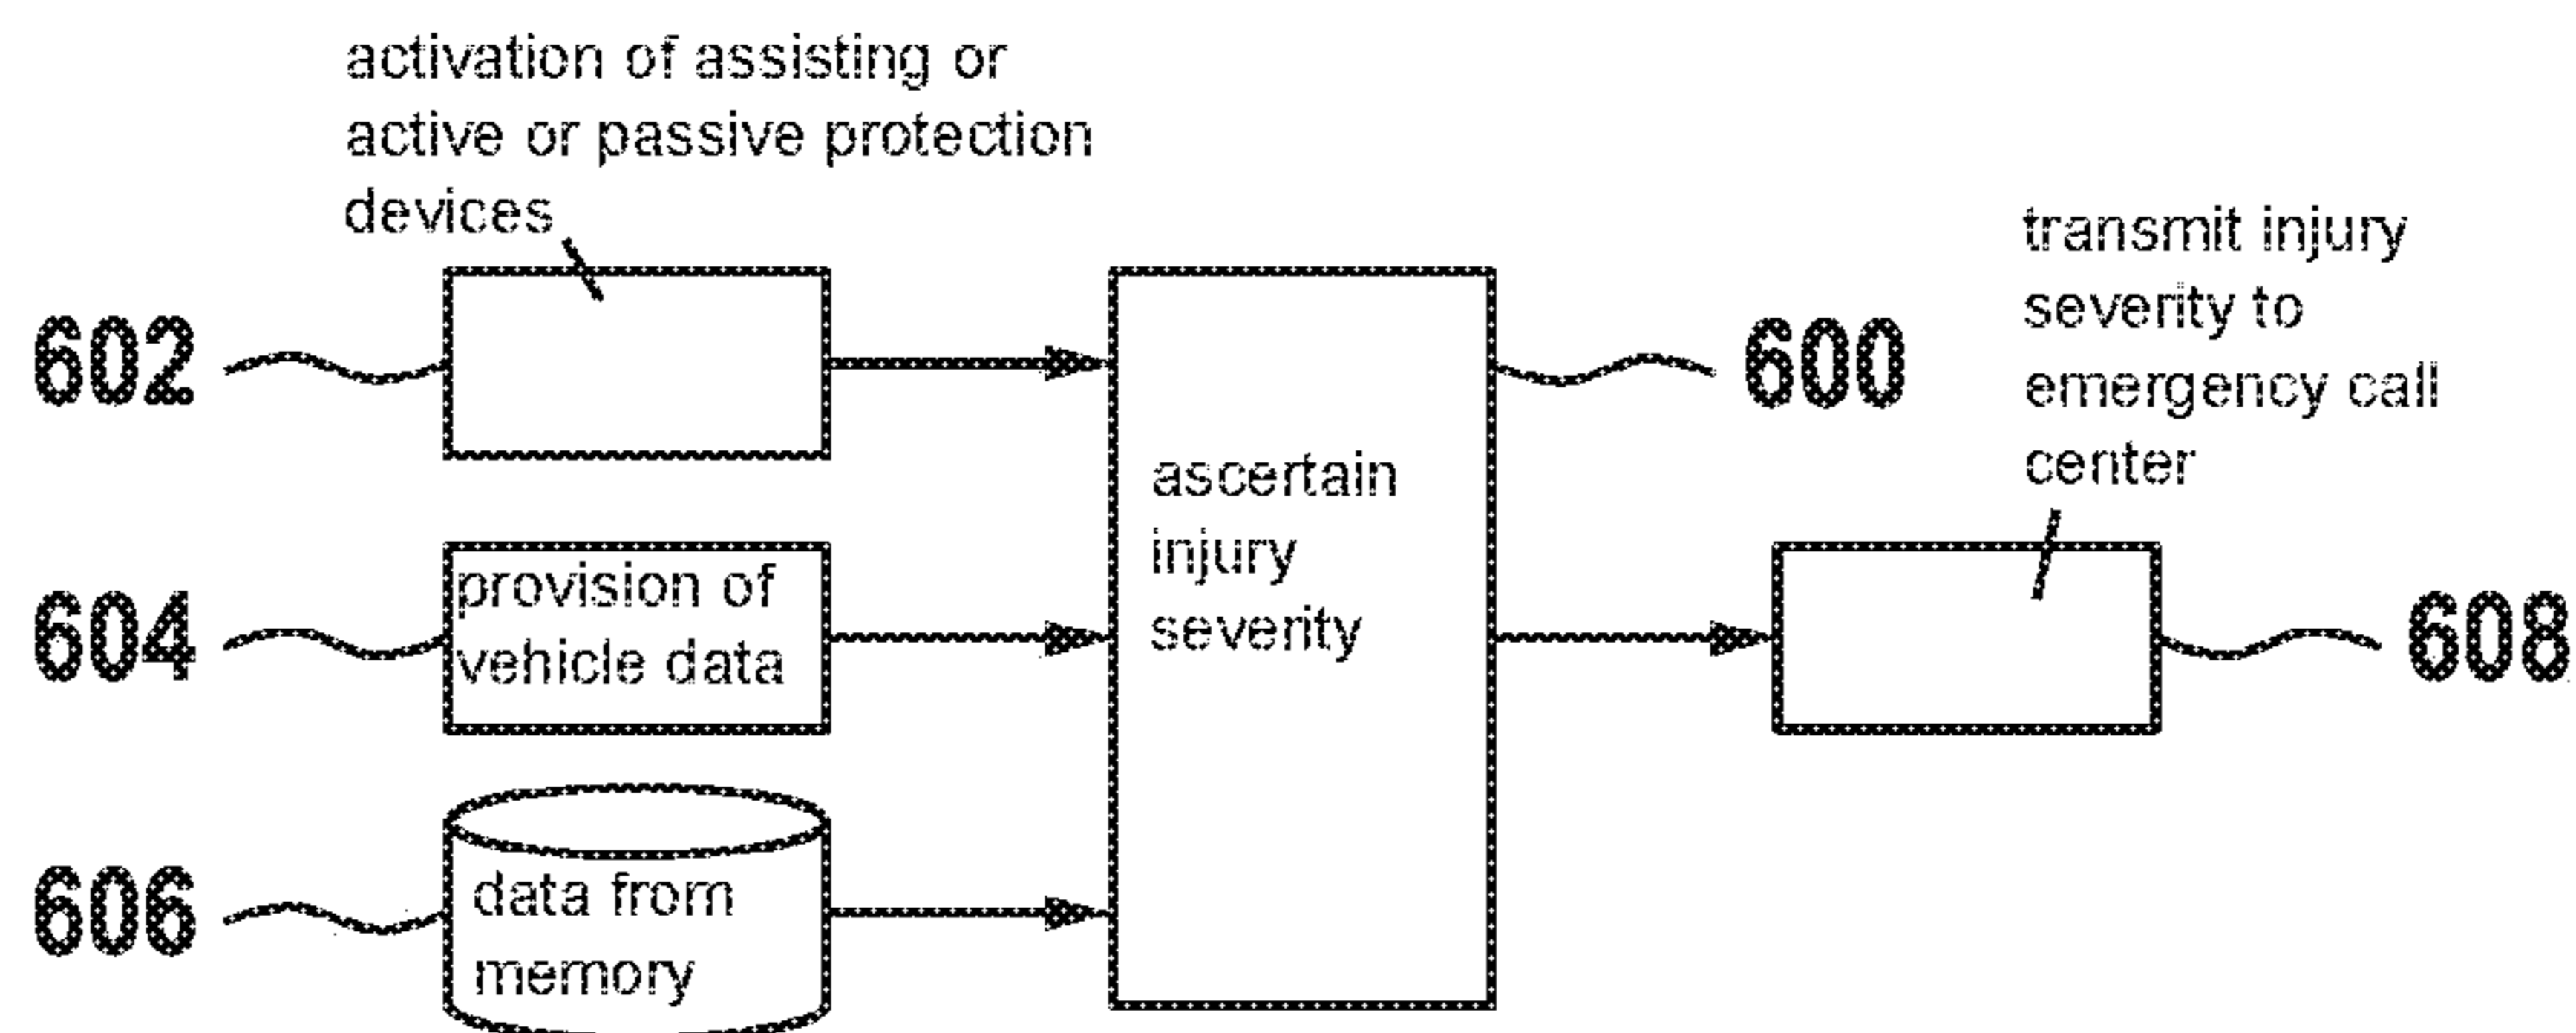 activation of assisting or
active or passive protection
devices
602
600
transmit injury
severity to
emergency call
center
ascertain
injury
severity
604
provision of
vehicle data
608
606
data from
memory